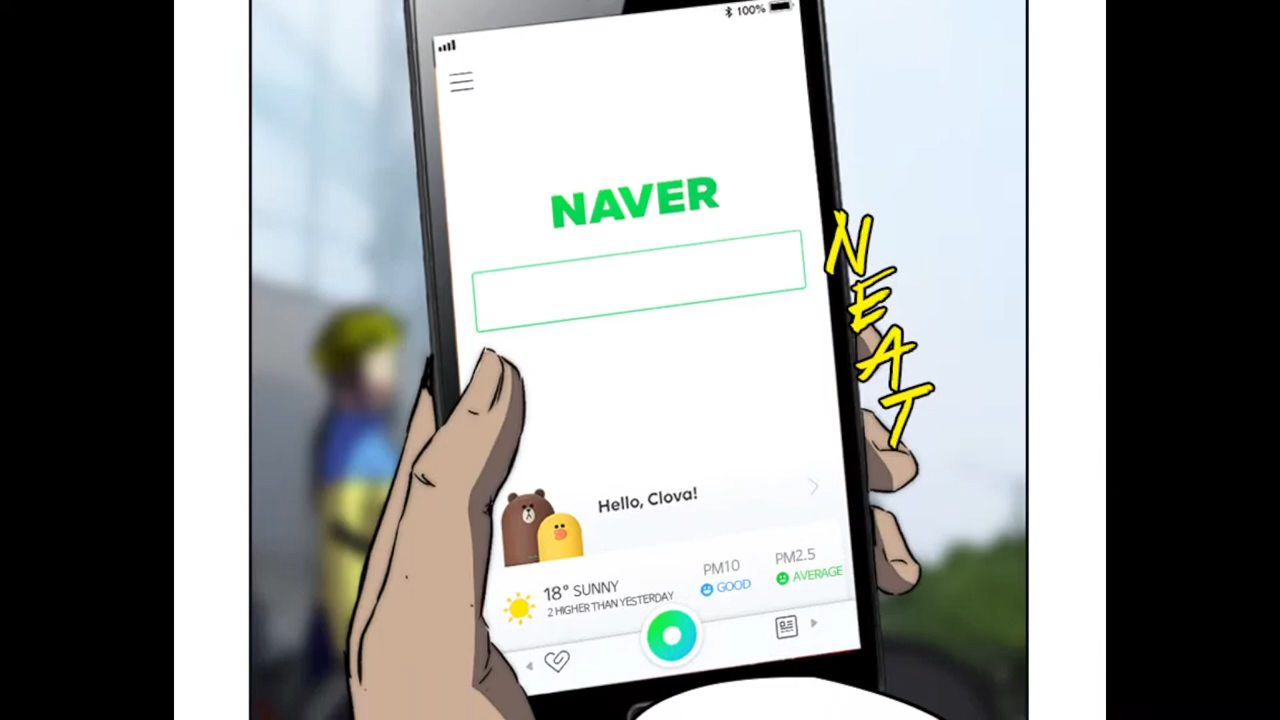 100%
NAVER
NEAT
Hello, Clova!
18° SUNNY
2 HIGHER THAN YESTERDAY
PM10
GOOD
PM2.5
AVERAGE